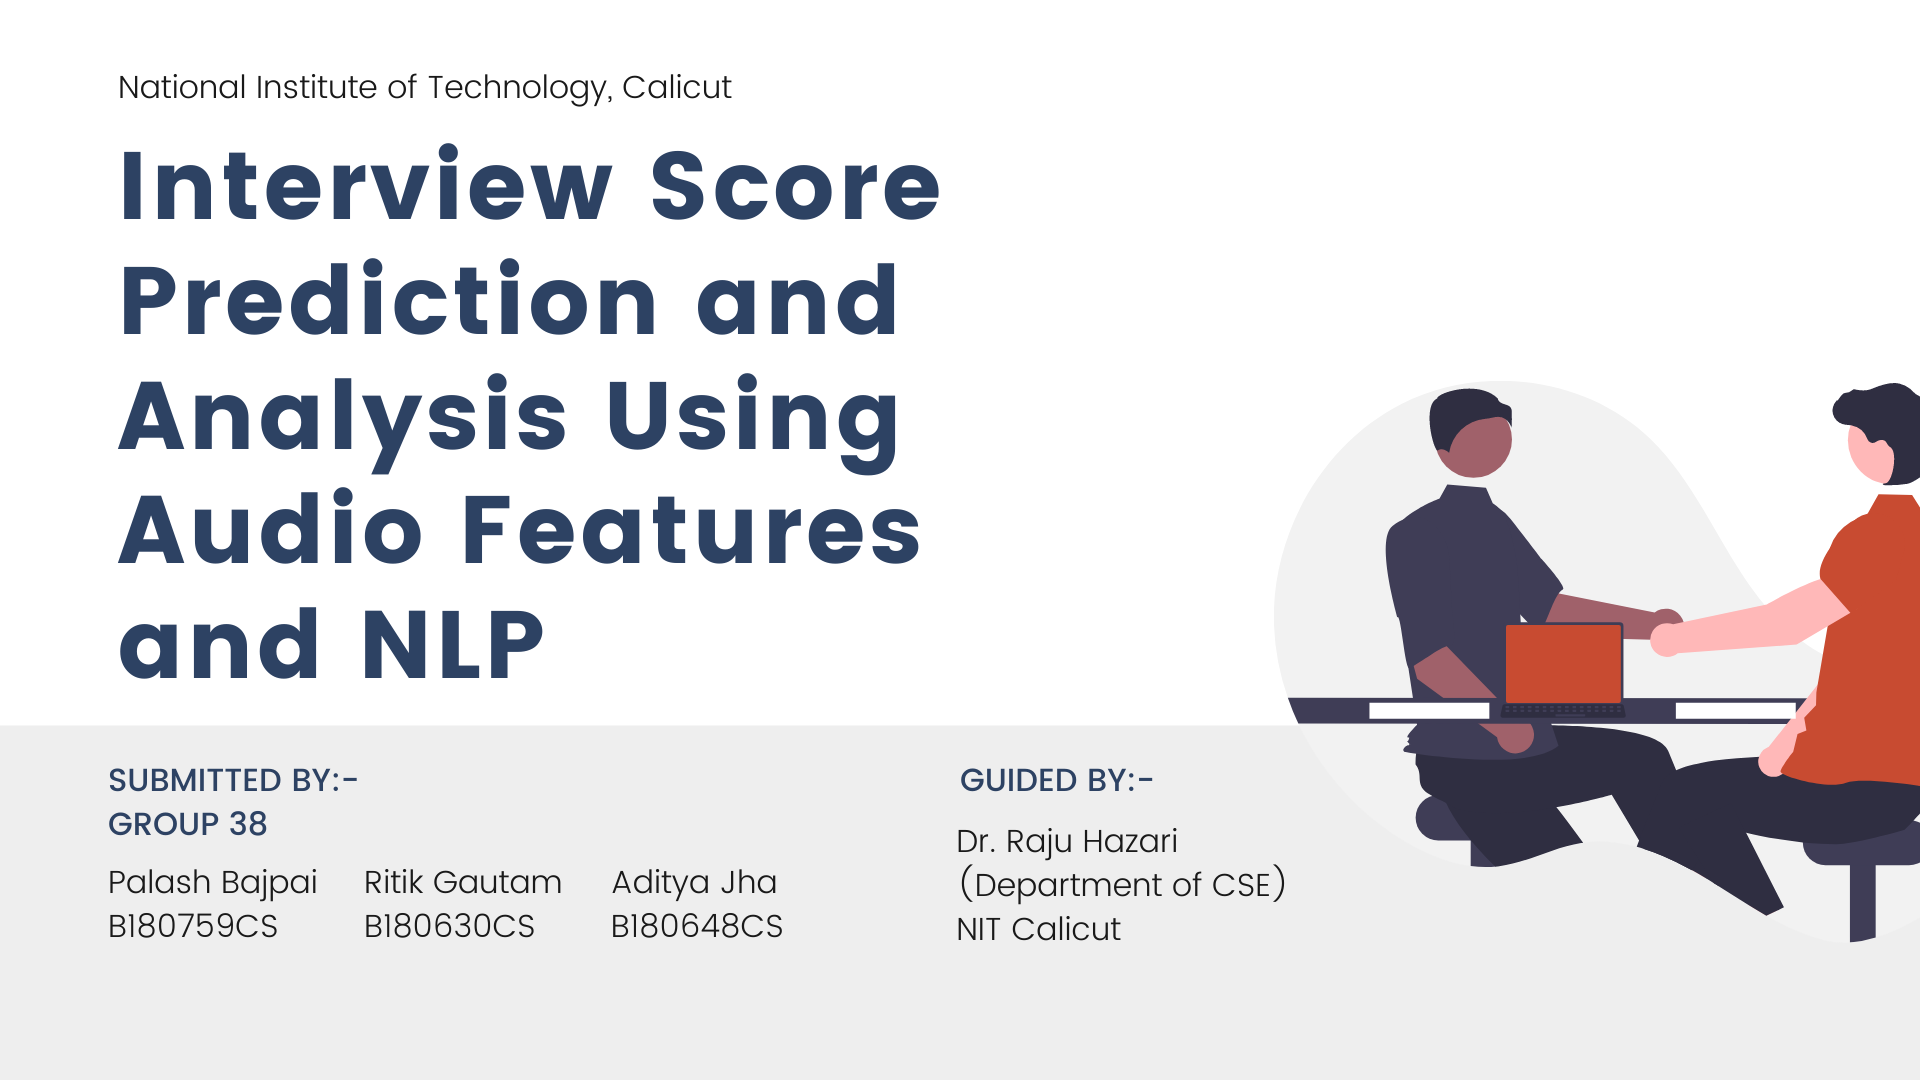 National Institute of Technology, Calicut
Interview Score
Prediction and
Analysis Using
Audio Features
and NLP
SUBMITTED BY:-
GROUP 38
Palash Bajpai
B180759CS
Ritik Gautam
B180630CS
Aditya Jha
B180648CS
GUIDED BY:-
Dr. Raju Hazari
(Department of CSE)
NIT Calicut